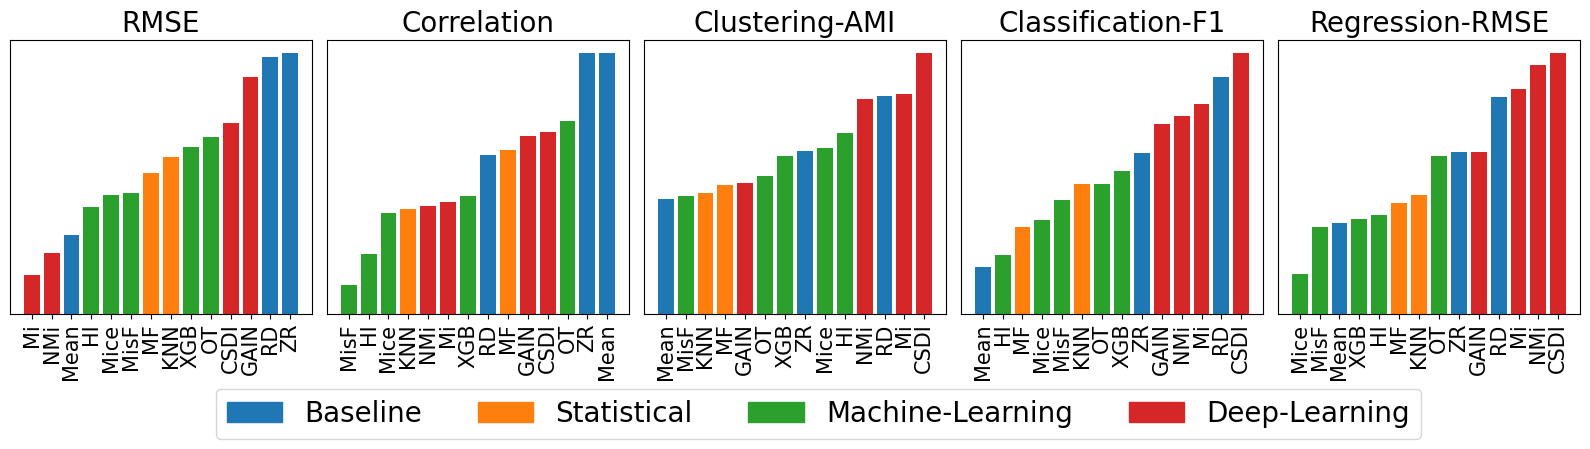 RMSE Correlation Clustering-AMI Classification-F1 Regression-RMSE
Mi NMi Mean HI Mice MisF MF KNN XGB OT CSDI GAIN RD ZR
MisF HI Mice KNN NMi Mi XGB RD MF GAIN CSDI OT ZR Mean
Mean MisF KNN MF GAIN OT XGB ZR Mice HI NMi RD Mi CSDI
Mean HI MF Mice MisF KNN OT XGB ZR GAIN NMi Mi RD CSDI
Mice MisF Mean XGB HI MF KNN OT ZR GAIN RD Mi NMi CSDI
Baseline Statistical Machine-Learning Deep-Learning